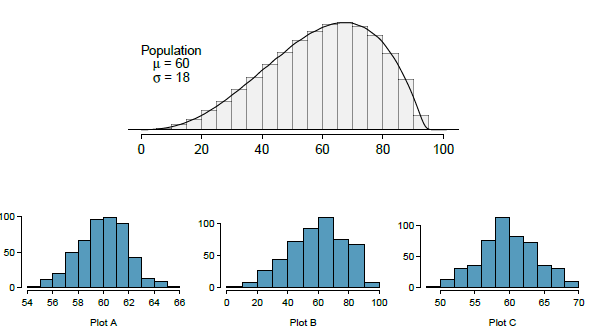 Population
μ = 60
σ = 18
0 20 40 60 80 100
100
50
0
54 56 58 60 62 64 66
Plot A
100
50
0
0 20 40 60 80 100
Plot B
100
50
0
50 55 60 65 70
Plot C